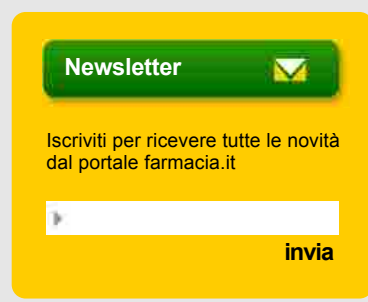 Newsletter
Iscriviti per ricevere tutte le novità
dal portale farmacia.it
invia